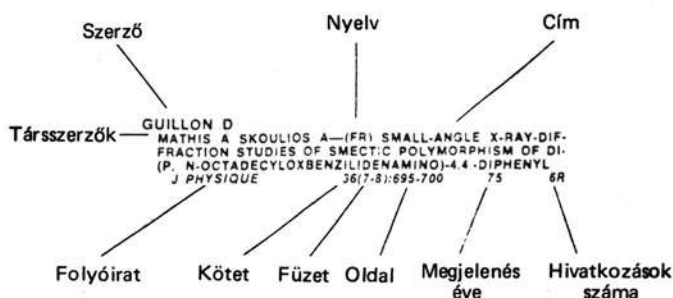 Szerző Nyelv Cím
GUILLON D
Társszerzők
MATHIS A SKOULIOS A—(FR) SMALL-ANGLE X-RAY-DIF-
FRACTION STUDIES OF SMECTIC POLYMORPHISM OF DI-
(P. N-OCTADECYLOXBENZILIDENAMINO)-4.4.-DIPHENYL
J PHYSIQUE 36(7-8):695-700 75 6R
Folyóirat Kötet Füzet Oldal Megjelenés Hivatkozások
éve száma